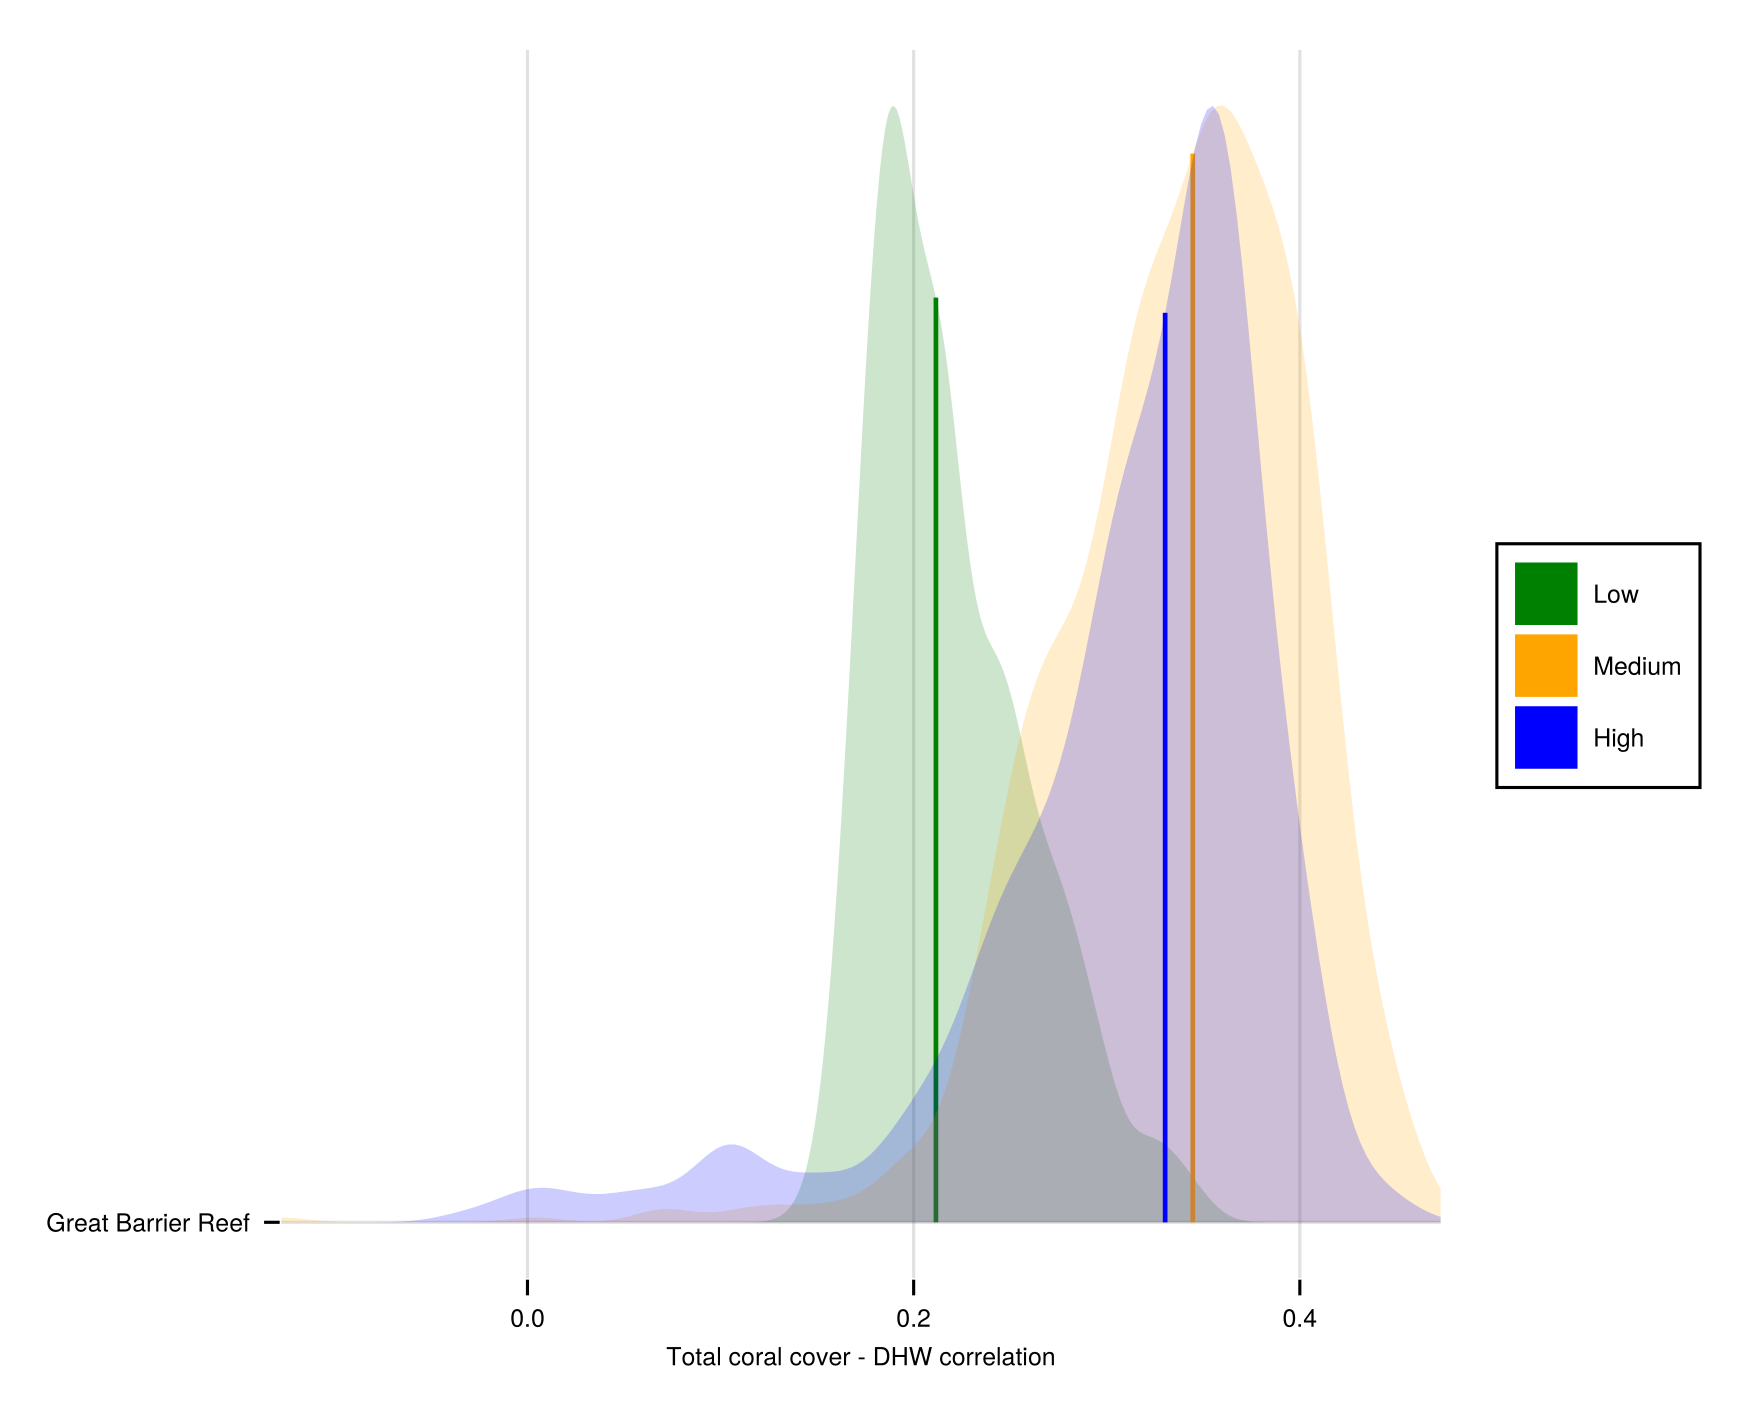 Low
Medium
High
Great Barrier Reef
0.0
0.2
0.4
Total coral cover - DHW correlation